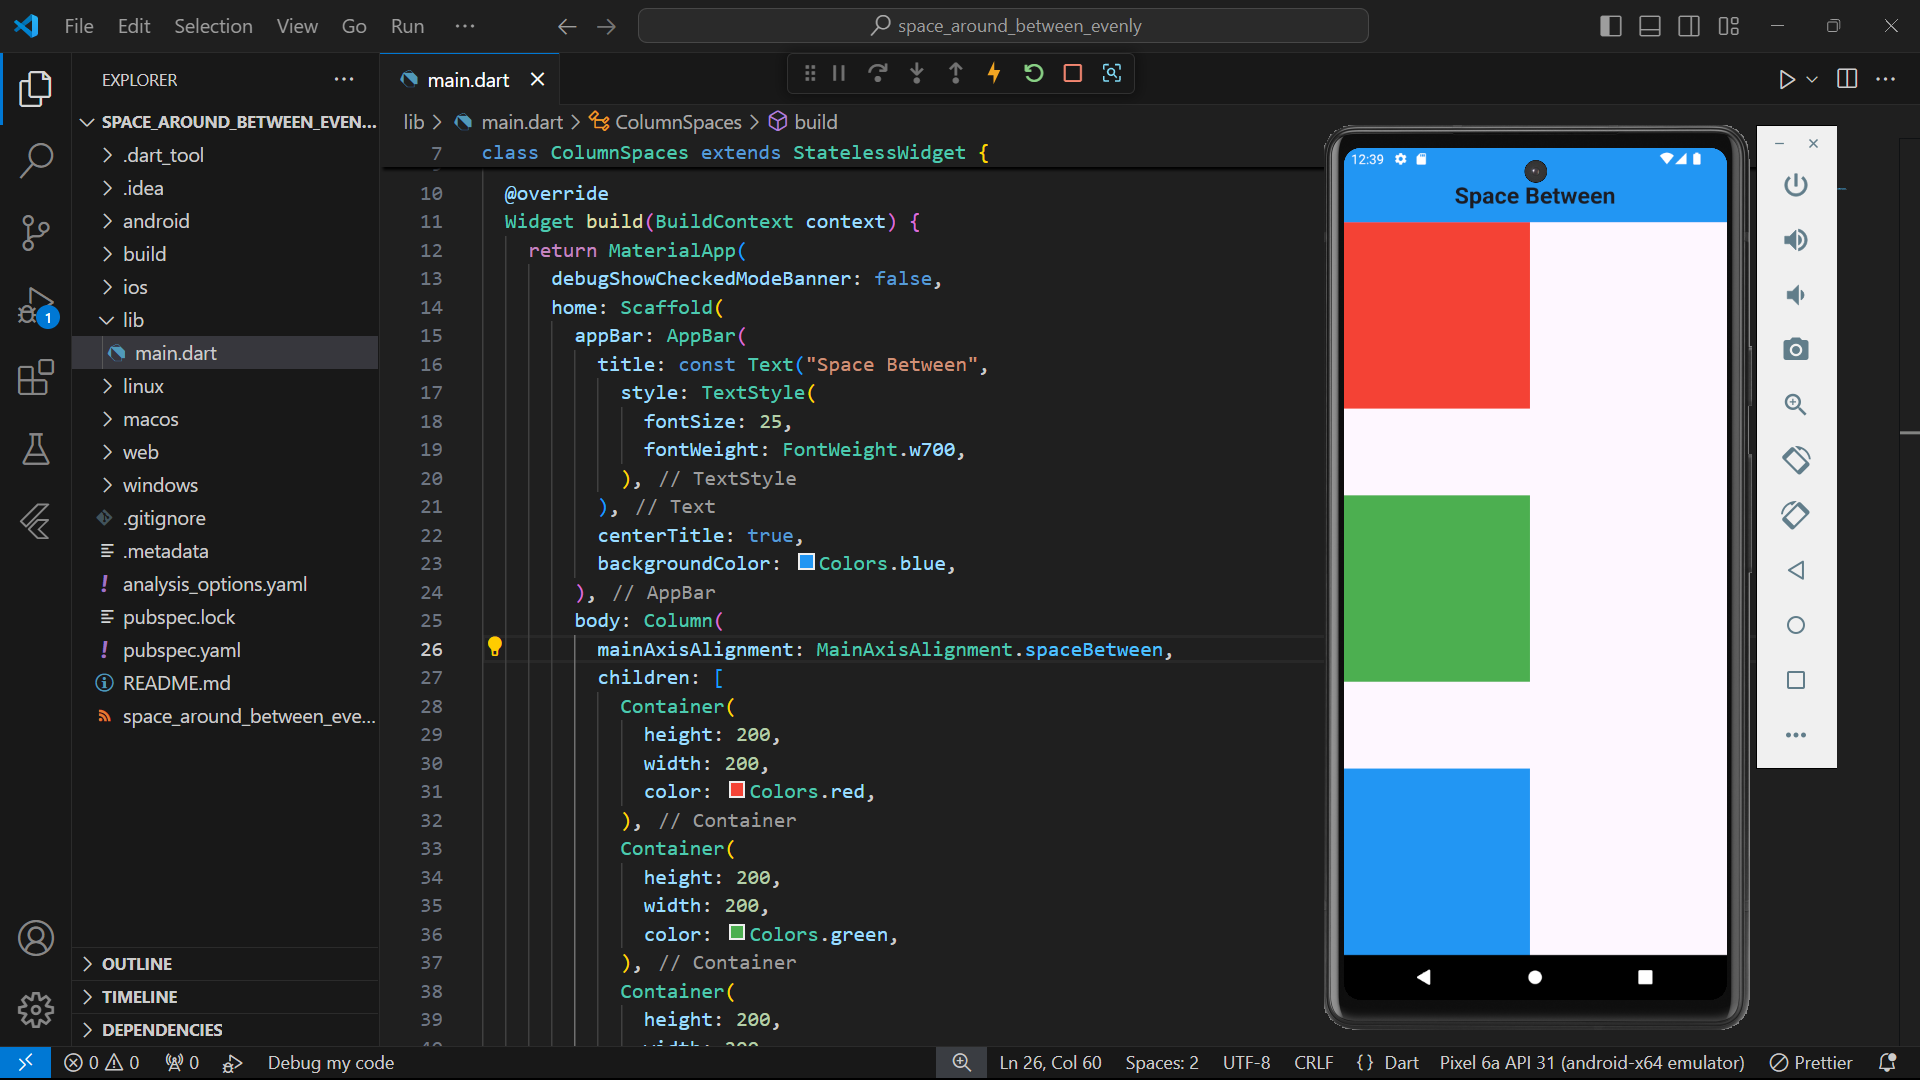 File Edit Selection View Go Run ···
space_around_between_evenly
EXPLORER
SPACE_AROUND_BETWEEN_EVEN...
.dart_tool
.idea
android
build
ios
lib
main.dart
linux
macos
web
windows
.gitignore
.metadata
! analysis_options.yaml
pubspec.lock
! pubspec.yaml
README.md
space_around_between_eve...
OUTLINE
TIMELINE
DEPENDENCIES
1
main.dart
lib > main.dart > ColumnSpaces > build
7 class ColumnSpaces extends StatelessWidget {
10 @override
11 Widget build(BuildContext context) {
12 return MaterialApp(
13 debugShowCheckedModeBanner: false,
14 home: Scaffold(
15 appBar: AppBar(
16 title: const Text("Space Between",
17 style: TextStyle(
18 fontSize: 25,
19 fontWeight: FontWeight.w700,
20 ), // TextStyle
21 ), // Text
22 centerTitle: true,
23 backgroundColor: Colors.blue,
24 ), // AppBar
25 body: Column(
26 mainAxisAlignment: MainAxisAlignment.spaceBetween,
27 children: [
28 Container(
29 height: 200,
30 width: 200,
31 color: Colors.red,
32 ), // Container
33 Container(
34 height: 200,
35 width: 200,
36 color: Colors.green,
37 ), // Container
38 Container(
39 height: 200,
12:39
Space Between
0 0 0 Debug my code
Ln 26, Col 60 Spaces: 2 UTF-8 CRLF {} Dart Pixel 6a API 31 (android-x64 emulator) Prettier